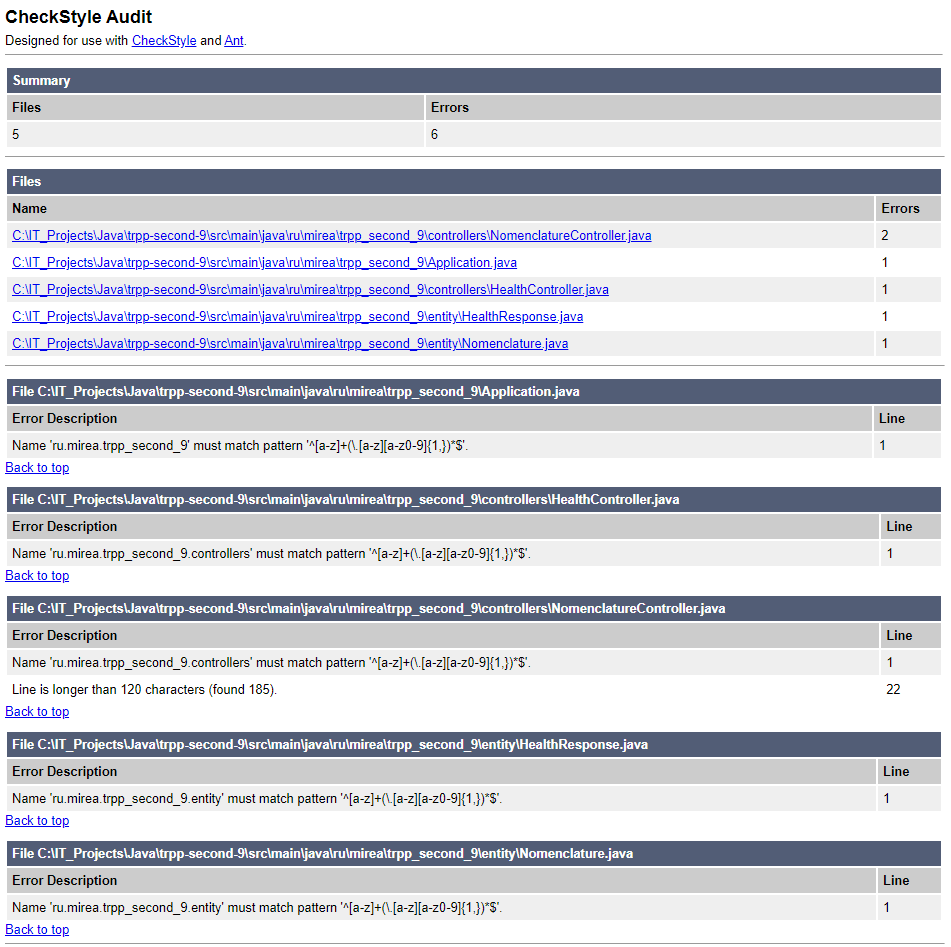 CheckStyle Audit
Designed for use with CheckStyle and Ant.
Summary
Files Errors
5 6
Files
Name Errors
C:\IT_Projects\Java\trpp-second-9\src\main\java\ru\mirea\trpp_second_9\controllers\NomenclatureController.java 2
C:\IT_Projects\Java\trpp-second-9\src\main\java\ru\mirea\trpp_second_9\Application.java 1
C:\IT_Projects\Java\trpp-second-9\src\main\java\ru\mirea\trpp_second_9\controllers\HealthController.java 1
C:\IT_Projects\Java\trpp-second-9\src\main\java\ru\mirea\trpp_second_9\entity\HealthResponse.java 1
C:\IT_Projects\Java\trpp-second-9\src\main\java\ru\mirea\trpp_second_9\entity\Nomenclature.java 1
File C:\IT_Projects\Java\trpp-second-9\src\main\java\ru\mirea\trpp_second_9\Application.java
Error Description Line
Name 'ru.mirea.trpp_second_9' must match pattern '^[a-z]+(\.[a-z][a-z0-9]{1,})*$'. 1
Back to top
File C:\IT_Projects\Java\trpp-second-9\src\main\java\ru\mirea\trpp_second_9\controllers\HealthController.java
Error Description Line
Name 'ru.mirea.trpp_second_9.controllers' must match pattern '^[a-z]+(\.[a-z][a-z0-9]{1,})*$'. 1
Back to top
File C:\IT_Projects\Java\trpp-second-9\src\main\java\ru\mirea\trpp_second_9\controllers\NomenclatureController.java
Error Description Line
Name 'ru.mirea.trpp_second_9.controllers' must match pattern '^[a-z]+(\.[a-z][a-z0-9]{1,})*$'. 1
Line is longer than 120 characters (found 185). 22
Back to top
File C:\IT_Projects\Java\trpp-second-9\src\main\java\ru\mirea\trpp_second_9\entity\HealthResponse.java
Error Description Line
Name 'ru.mirea.trpp_second_9.entity' must match pattern '^[a-z]+(\.[a-z][a-z0-9]{1,})*$'. 1
Back to top
File C:\IT_Projects\Java\trpp-second-9\src\main\java\ru\mirea\trpp_second_9\entity\Nomenclature.java
Error Description Line
Name 'ru.mirea.trpp_second_9.entity' must match pattern '^[a-z]+(\.[a-z][a-z0-9]{1,})*$'. 1
Back to top